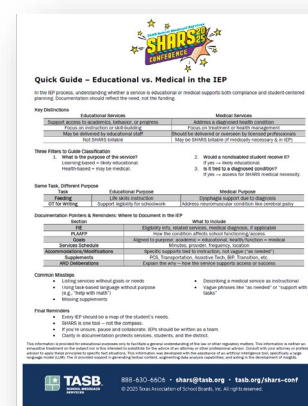 SHARS 2025
CONFERENCE
Quick Guide – Educational vs. Medical in the IEP
In the IEP process, understanding whether a service is educational or medical supports both compliance and student-centered
planning. Documentation should reflect the need, not the funding.
Key Distinctions
Educational Services Medical Services
Support access to academics, behavior, or progress Address a diagnosed health condition
Focus on instruction or skill-building Focus on treatment or health management
May be delivered by educational staff Should be delivered or overseen by licensed professionals
Not SHARS billable May be SHARS billable (if medically necessary & in IEP)
Three Filters to Guide Classification
1. What is the purpose of the service?
Learning-based = likely educational.
Health-based = may be medical.
2. Would a nondisabled student receive it?
If yes → likely educational.
3. Is it tied to a diagnosed condition?
If yes → assess for SHARS medical necessity.
Same Task, Different Purpose
Task Educational Purpose Medical Purpose
Feeding Life skills instruction Dysphagia support due to diagnosis
OT for Writing Support legibility for schoolwork Address neuromuscular condition like cerebral palsy
Documentation Pointers & Reminders: Where to Document in the IEP
Section What to Include
FIE Eligibility info, related services, medical diagnosis, if applicable
PLAAFP How the condition affects school functioning/access
Goals Aligned to purpose: academic = educational, health/function = medical
Services Schedule Minutes, provider, frequency, location
Accommodations/Modifications Specific supports tied to instruction, not vague ("as needed")
Supplements PCS, Transportation, Assistive Tech, BIP, Transition, etc.
ARD Deliberations Explain the why — how the service supports access or success
Common Missteps
• Listing services without goals or needs
• Using task-based language without purpose
(e.g., "help with math")
• Missing supplements
• Describing a medical service as instructional
• Vague phrases like "as needed" or "support with
tasks"
Final Reminders
• Every IEP should be a map of the student's needs.
• SHARS is one tool — not the compass.
• If you're unsure, pause and collaborate. IEPs should be written as a team.
• Clarity in documentation protects services, students, and the district.
TASB
888-630-6606 • shars@tasb.org • tasb.org/shars-conf
© 2025 Texas Association of School Boards, Inc. All rights reserved.